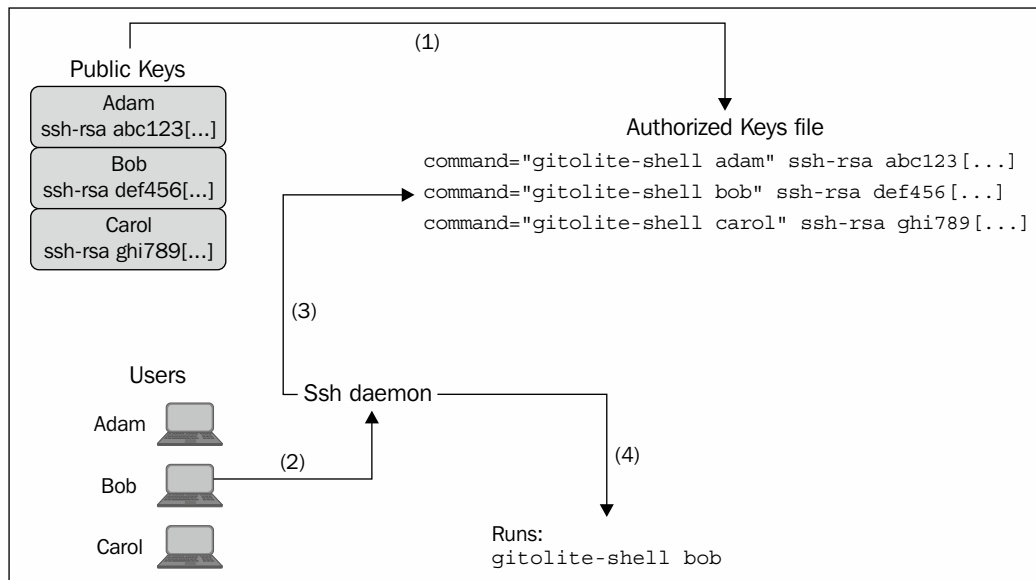 (1)
Public Keys
Adam
ssh-rsa abc123[...]
Bob
ssh-rsa def456[...]
Carol
ssh-rsa ghi789[...]
Authorized Keys file
command="gitolite-shell adam" ssh-rsa abc123[...]
command="gitolite-shell bob" ssh-rsa def456[...]
command="gitolite-shell carol" ssh-rsa ghi789[...]
(3)
Users
Ssh daemon
Adam
(2)
(4)
Bob
Carol
Runs:
gitolite-shell bob